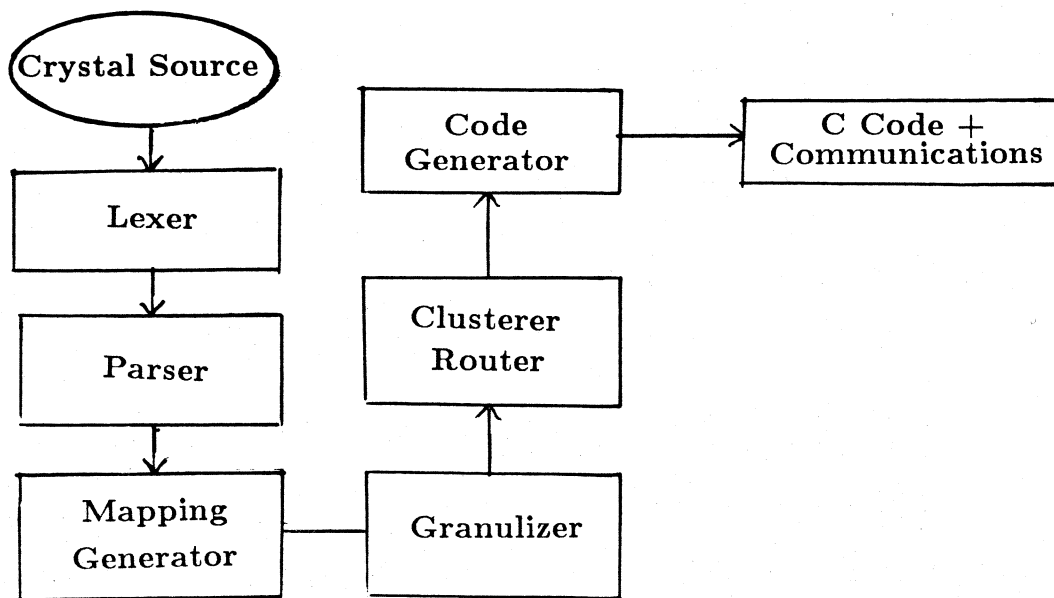 Crystal Source
Lexer
Parser
Mapping
Generator
Granulizer
Clusterer
Router
Code
Generator
C Code +
Communications